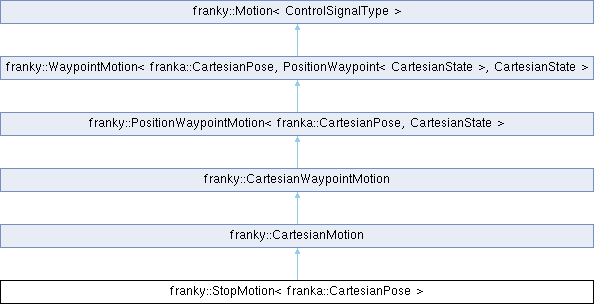 franky::Motion< ControlSignalType >
franky::WaypointMotion< franka::CartesianPose, PositionWaypoint< CartesianState >, CartesianState >
franky::PositionWaypointMotion< franka::CartesianPose, CartesianState >
franky::CartesianWaypointMotion
franky::CartesianMotion
franky::StopMotion< franka::CartesianPose >